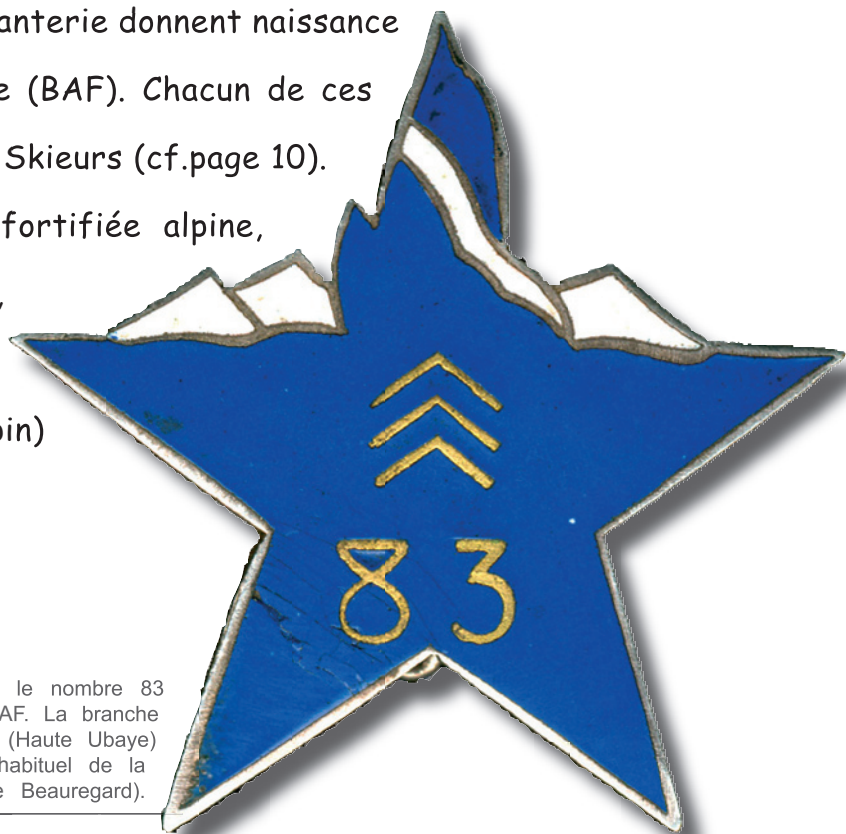 anterie donnent naissance
e (BAF). Chacun de ces
Skieurs (cf.page 10).
fortifiée alpine,
,
in)
83
le nombre 83
AF. La branche
(Haute Ubaye)
habituel de la
e Beauregard).